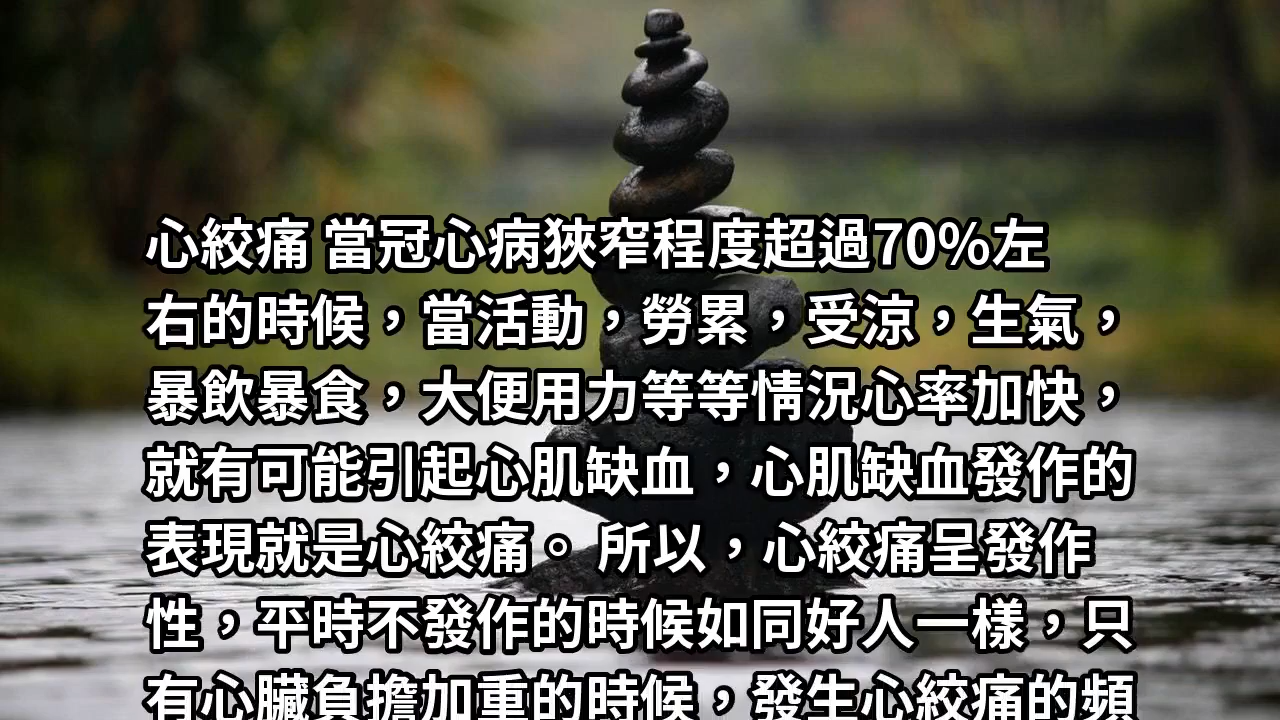 心絞痛 當冠心病狹窄程度超過70%左
右的時候，當活動，勞累，受涼，生氣，
暴飲暴食，大便用力等等情況心率加快，
就有可能引起心肌缺血，心肌缺血發作的
表現就是心絞痛。 所以，心絞痛呈發作
性，平時不發作的時候如同好人一樣，只
有心臟負擔加重的時候，發生心絞痛的頻